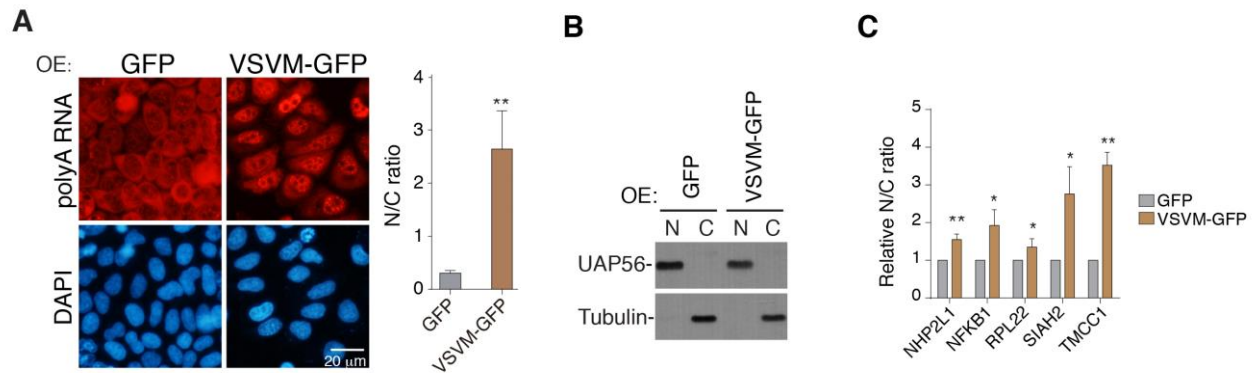 A
OE: GFP VSVM-GFP
polyA RNA
DAPI
20 μm
N/C ratio
4
3
2
1
0
GFP
VSVM-GFP
**
B
OE:
GFP
VSVM-GFP
N C N C
UAP56-
Tubulin-
C
Relative N/C ratio
5
4
3
2
1
0
** * * * **
NHP2L1
NFKB1
RPL22
SIAH2
TMCC1
GFP
VSVM-GFP